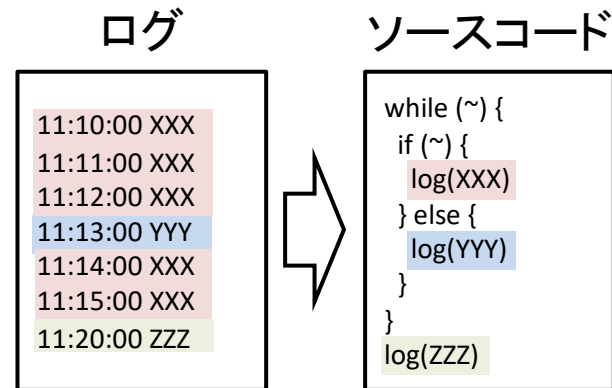 ログ
11:10:00 XXX
11:11:00 XXX
11:12:00 XXX
11:13:00 YYY
11:14:00 XXX
11:15:00 XXX
11:20:00 ZZZ
ソースコード
while (~) {
if (~) {
log(XXX)
} else {
log(YYY)
}
}
log(ZZZ)